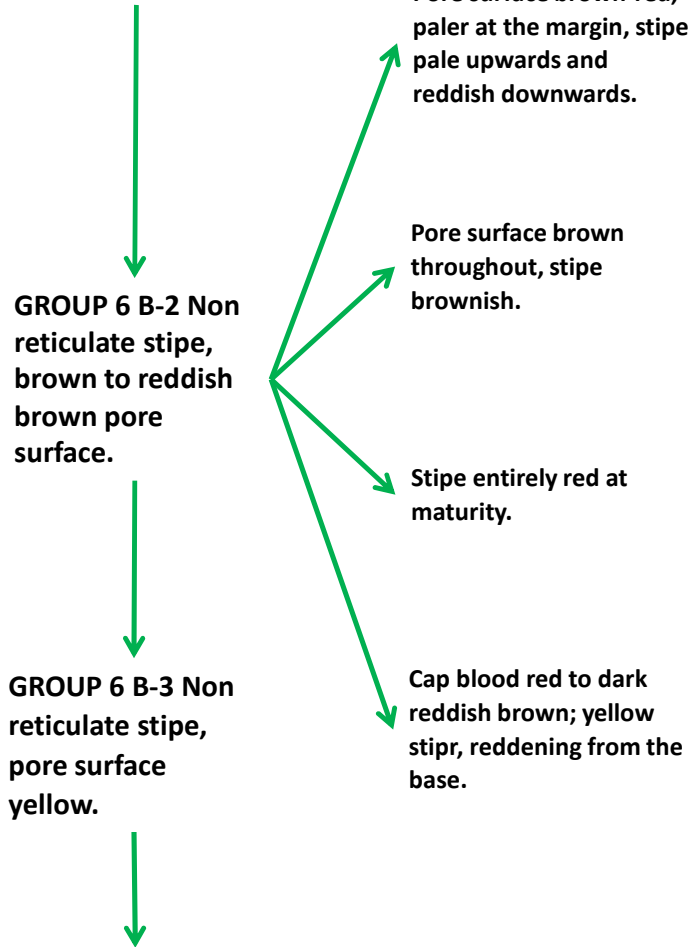 paler at the margin, stipe
pale upwards and
reddish downwards.
Pore surface brown
throughout, stipe
brownish.
GROUP 6 B-2 Non
reticulate stipe,
brown to reddish
brown pore
surface.
Stipe entirely red at
maturity.
Cap blood red to dark
reddish brown; yellow
stipr, reddening from the
base.
GROUP 6 B-3 Non
reticulate stipe,
pore surface
yellow.